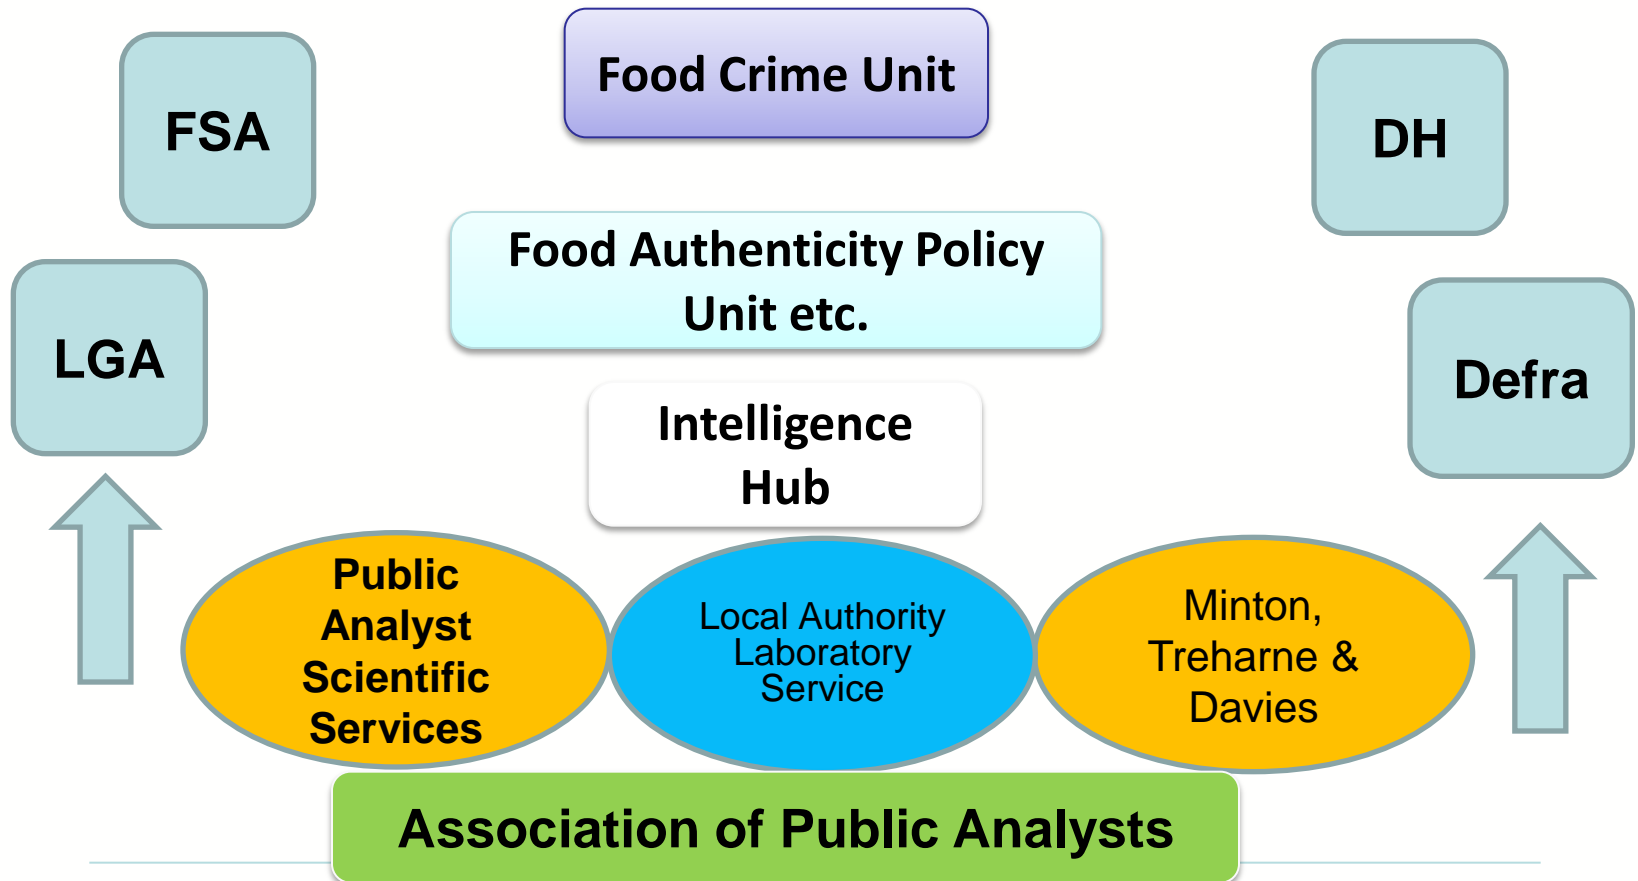 Food Crime Unit
FSA
DH
Food Authenticity Policy
Unit etc.
LGA
Defra
Intelligence
Hub
Public
Analyst
Scientific
Services
Local Authority
Laboratory
Service
Minton,
Treharne &
Davies
Association of Public Analysts